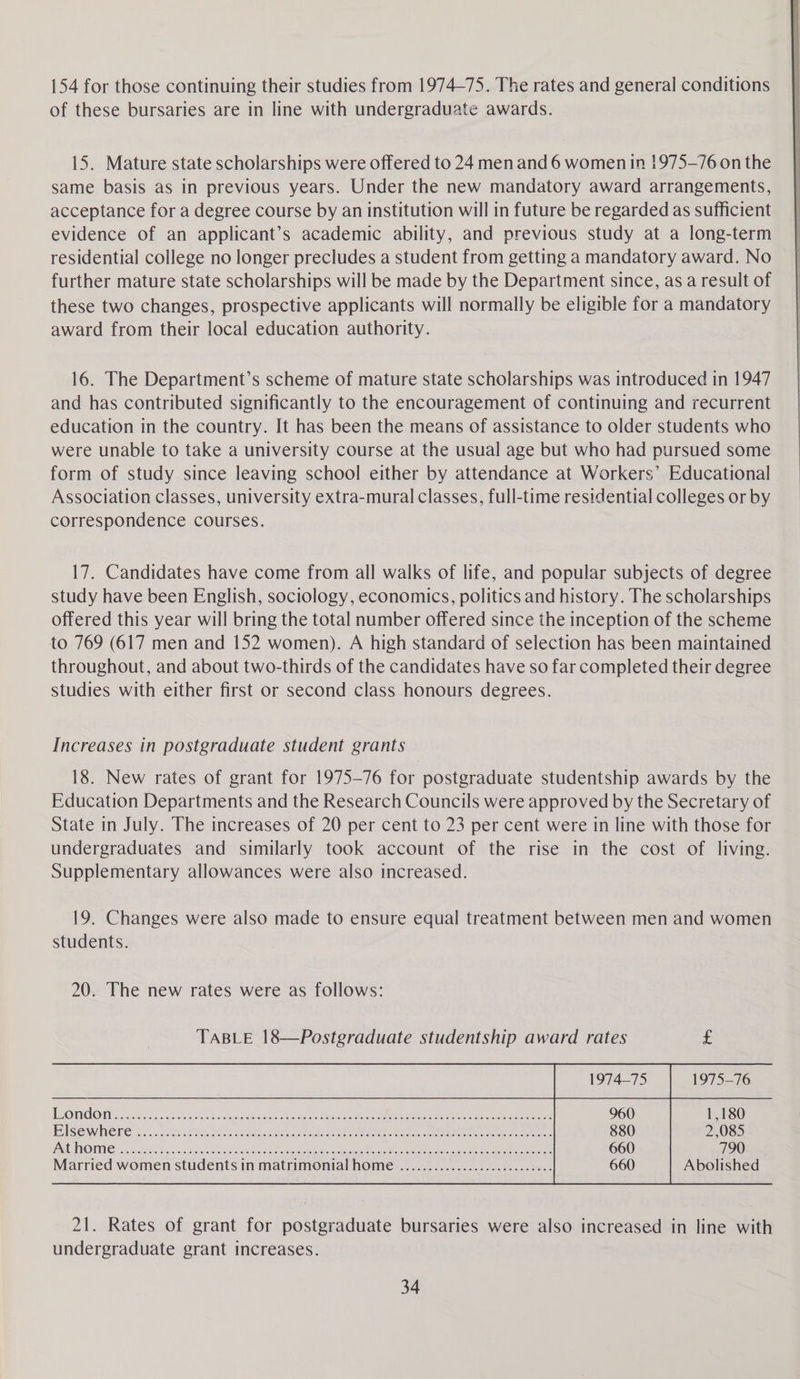 154 for those continuing their studies from 1974–75. The rates and general conditions
of these bursaries are in line with undergraduate awards.
15. Mature state scholarships were offered to 24 men and 6 women in 1975–76 on the
same basis as in previous years. Under the new mandatory award arrangements,
acceptance for a degree course by an institution will in future be regarded as sufficient
evidence of an applicant's academic ability, and previous study at a long-term
residential college no longer precludes a student from getting a mandatory award. No
further mature state scholarships will be made by the Department since, as a result of
these two changes, prospective applicants will normally be eligible for a mandatory
award from their local education authority.
16. The Department's scheme of mature state scholarships was introduced in 1947
and has contributed significantly to the encouragement of continuing and recurrent
education in the country. It has been the means of assistance to older students who
were unable to take a university course at the usual age but who had pursued some
form of study since leaving school either by attendance at Workers' Educational
Association classes, university extra-mural classes, full-time residential colleges or by
correspondence courses.
17. Candidates have come from all walks of life, and popular subjects of degree
study have been English, sociology, economics, politics and history. The scholarships
offered this year will bring the total number offered since the inception of the scheme
to 769 (617 men and 152 women). A high standard of selection has been maintained
throughout, and about two-thirds of the candidates have so far completed their degree
studies with either first or second class honours degrees.
Increases in postgraduate student grants
18. New rates of grant for 1975–76 for postgraduate studentship awards by the
Education Departments and the Research Councils were approved by the Secretary of
State in July. The increases of 20 per cent to 23 per cent were in line with those for
undergraduates and similarly took account of the rise in the cost of living.
Supplementary allowances were also increased.
19. Changes were also made to ensure equal treatment between men and women
students.
20. The new rates were as follows:
TABLE 18—Postgraduate studentship award rates £
1974–75 1975–76
London 960 1,180
Elsewhere 880 2,085
At home 660 790
Married women students in matrimonial home 660 Abolished
21. Rates of grant for postgraduate bursaries were also increased in line with
undergraduate grant increases.
34